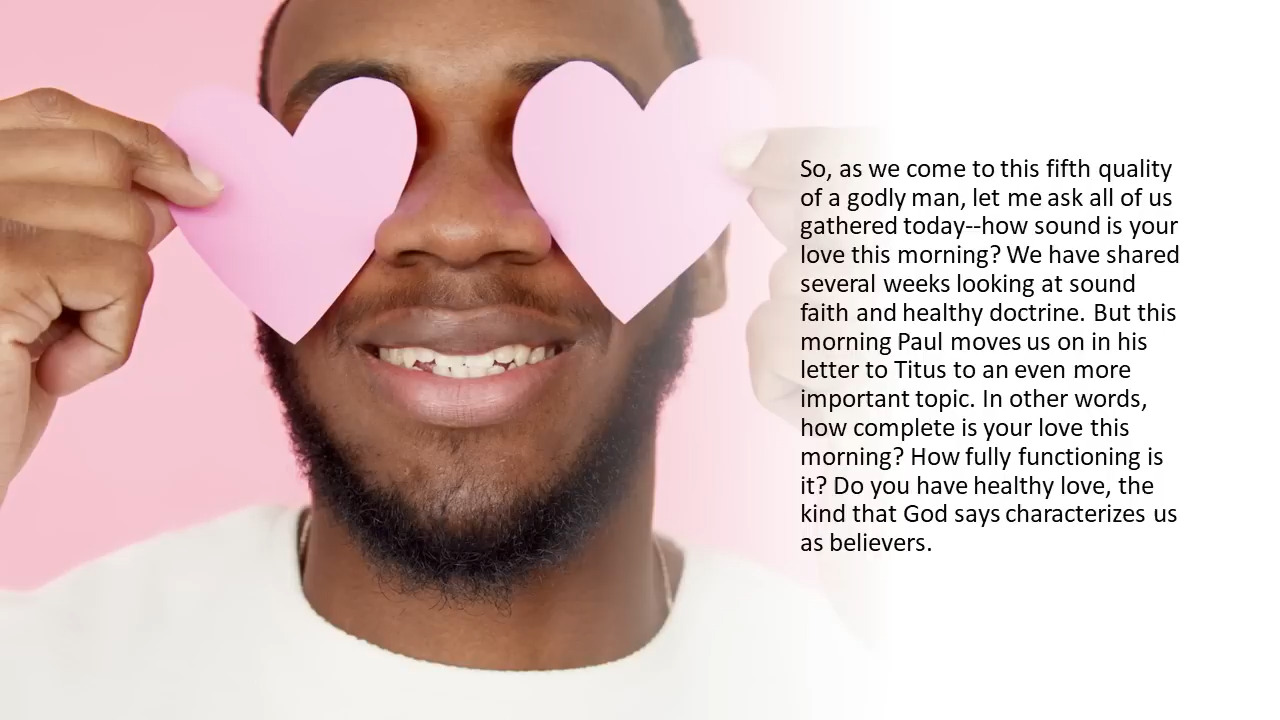 So, as we come to this fifth quality
of a godly man, let me ask all of us
gathered today--how sound is your
love this morning? We have shared
several weeks looking at sound
faith and healthy doctrine. But this
morning Paul moves us on in his
letter to Titus to an even more
important topic. In other words,
how complete is your love this
morning? How fully functioning is
it? Do you have healthy love, the
kind that God says characterizes us
as believers.